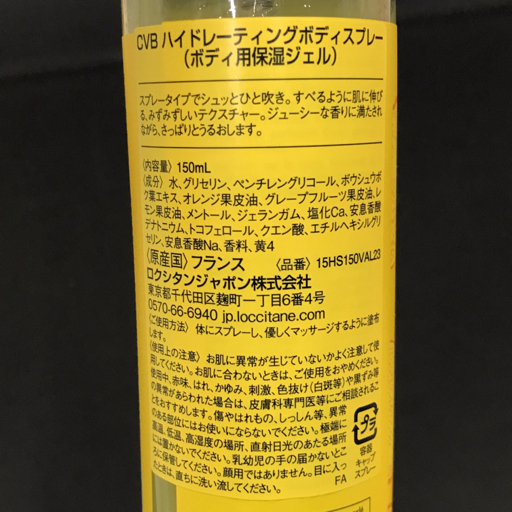 CVB ハイドレーティングボディスプレー
（ボディ用保湿ジェル）
スプレータイプでシュッとひと吹き。すべるように肌に伸び
る、みずみずしいテクスチャー。ジューシーな香りに満たされ
ながら、さっぱりとうるおします。
〈内容量〉 150mL
〈成分〉 水、グリセリン、ペンチレングリコール、ボウシュウボ
ク葉エキス、オレンジ果皮油、グレープフルーツ果皮油、レ
モン果皮油、メントール、ジェランガム、塩化Ca、安息香酸
デナトニウム、トコフェロール、クエン酸、エチルヘキシルグリ
セリン、安息香酸Na、香料、黄4
〈原産国〉 フランス 〈品番〉 15HS150VAL23
ロクシタンジャポン株式会社
東京都千代田区麹町一丁目6番4号
0570-66-6940 jp.loccitane.com
〈ご使用方法〉 体にスプレーし、優しくマッサージするように塗布
します。
〈使用上の注意〉 お肌に異常が生じていないかよく注意して使
用してください。お肌に合わないときは、ご使用をおやめください。
使用中、赤味、はれ、かゆみ、刺激、色抜け（白斑等）や黒ずみ等
の異常があらわれた場合は、皮膚科専門医等にご相談されるこ
とをおすすめします。傷やはれもの、しっしん等、異常
のある部位にはお使いにならないでください。極端に
高温、低温、高湿度の場所、直射日光のあたる場所
には置かないでください。乳幼児の手の届かないとこ
ろに保管してください。顔用ではありません。目に入っ
たときは、直ちに洗い流してください。
プラ
容器
キャップ
スプレー
FA